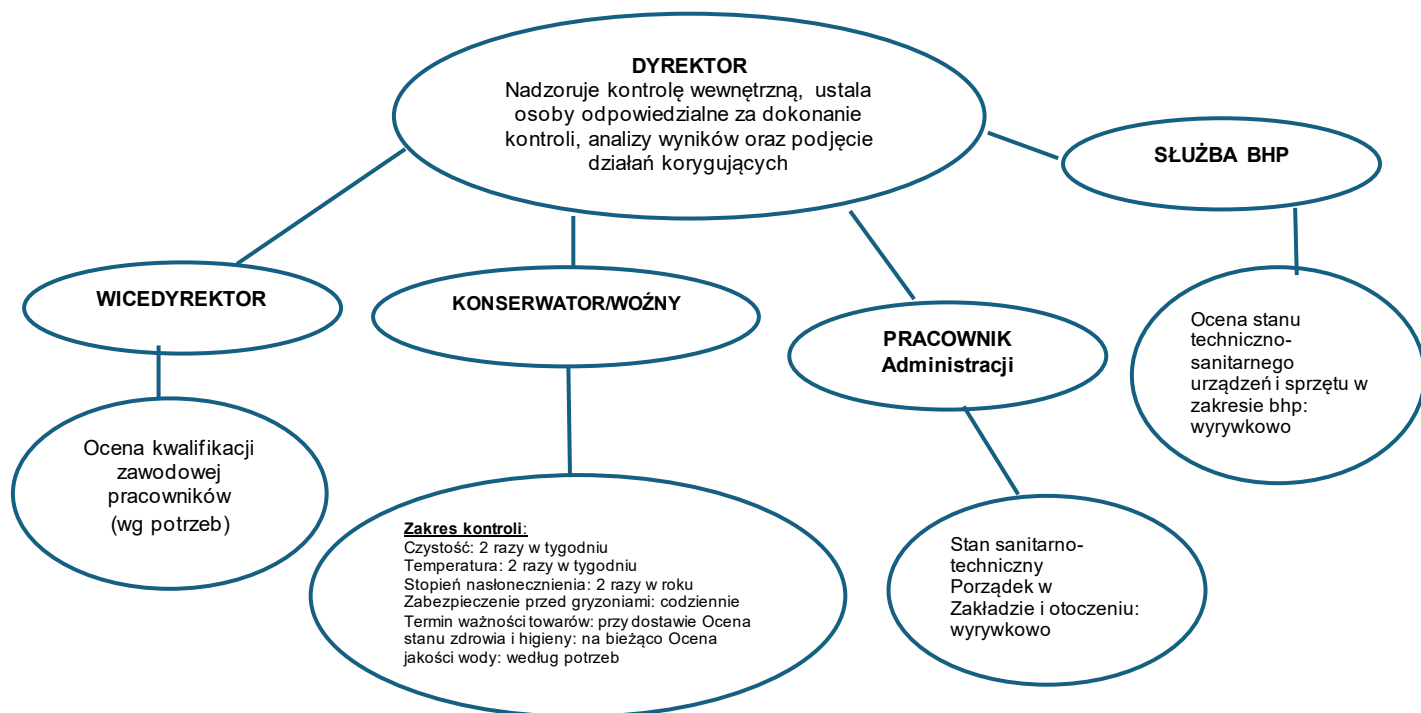 DYREKTOR
Nadzoruje kontrolę wewnętrzną, ustala
osoby odpowiedzialne za dokonanie
kontroli, analizy wyników oraz podjęcie
działań korygujących
SŁUŻBA BHP
WICEDYREKTOR
KONSERWATOR/WOŹNY
PRACOWNIK
Administracji
Ocena stanu
techniczno-
sanitarnego
urządzeń i sprzętu w
zakresie bhp:
wyrywkowo
Ocena kwalifikacji
zawodowej
pracowników
(wg potrzeb)
Zakres kontroli:
Czystość: 2 razy w tygodniu
Temperatura: 2 razy w tygodniu
Stopień nasłonecznienia: 2 razy w roku
Zabezpieczenie przed gryzoniami: codziennie
Termin ważności towarów: przy dostawie Ocena
stanu zdrowia i higieny: na bieżąco Ocena
jakości wody: według potrzeb
Stan sanitarno-
techniczny
Porządek w
Zakładzie i otoczeniu:
wyrywkowo